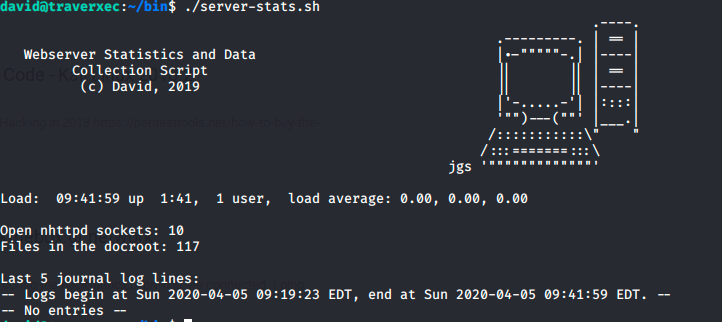 david@traverxec:~/bin$ ./server-stats.sh
Webserver Statistics and Data
Collection Script
(c) David, 2019
jgs
Load:  09:41:59 up  1:41,  1 user,  load average: 0.00, 0.00, 0.00
Open nhttpd sockets: 10
Files in the docroot: 117
Last 5 journal log lines:
-- Logs begin at Sun 2020-04-05 09:19:23 EDT, end at Sun 2020-04-05 09:41:59 EDT. --
-- No entries --
david@traverxec:~/bin$